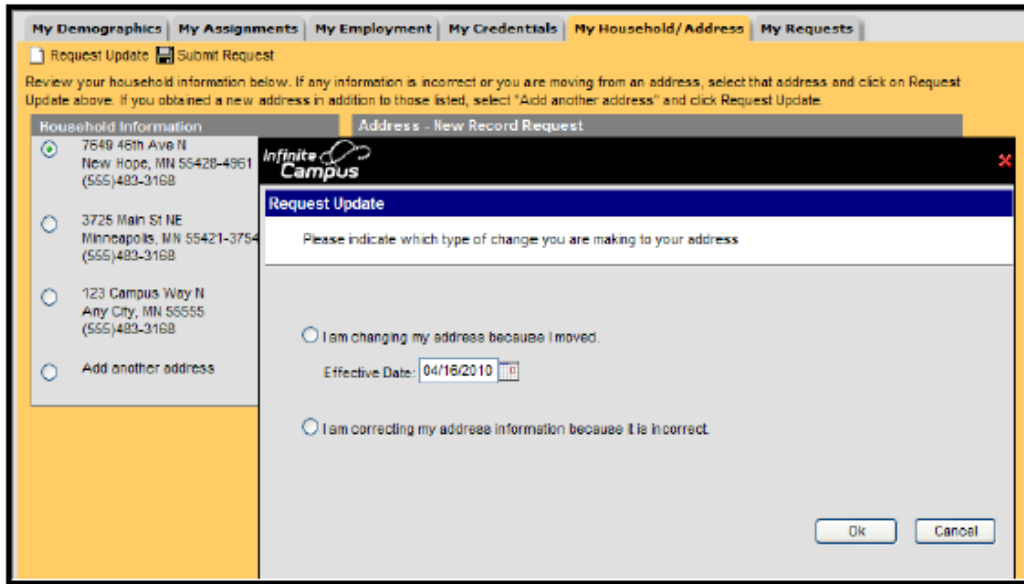 My Demographics My Assignments My Employment My Credentials My Household/Address My Requests
Request Update Submit Request
Review your household information below. If any information is incorrect or you are moving from an address, select that address and click on Request
Update above. If you obtained a new address in addition to those listed, select "Add another address" and click Request Update.
Household Information Address - New Record Request
7649 46th Ave N
New Hope, MN 55428-4961
(555)483-3168
3725 Main St NE
Minneapolis, MN 55421-3754
(555)483-3168
123 Campus Way N
Any City, MN 55555
(555)483-3168
Add another address
Infinite
Campus
Request Update
Please indicate which type of change you are making to your address
I am changing my address because I moved.
Effective Date: 04/16/2010
I am correcting my address information because it is incorrect.
Ok Cancel